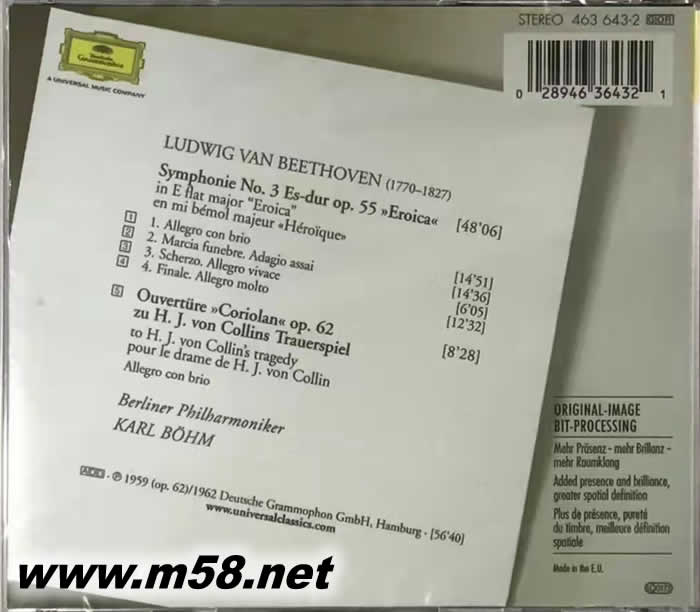 STEREO 463 643-2 GOR
0 28946 36432 1
Deutsche
Grammophon
A UNIVERSAL MUSIC COMPANY
LUDWIG VAN BEETHOVEN (1770–1827)
Symphonie No. 3 Es-dur op. 55 »Eroica« [48'06]
in E flat major "Eroica"
en mi bémol majeur «Héroïque»
1 1. Allegro con brio [14'51]
2 2. Marcia funebre. Adagio assai [14'36]
3 3. Scherzo. Allegro vivace [6'05]
4 4. Finale. Allegro molto [12'32]
5 Ouvertüre »Coriolan« op. 62 [8'28]
zu H. J. von Collins Trauerspiel
to H. J. von Collin's tragedy
pour le drame de H. J. von Collin
Allegro con brio
Berliner Philharmoniker
KARL BÖHM
ADD · ℗ 1959 (op. 62)/1962 Deutsche Grammophon GmbH, Hamburg · [56'40]
www.universalclassics.com
ORIGINAL-IMAGE
BIT-PROCESSING
Mehr Präsenz - mehr Brillanz -
mehr Raumklang
Added presence and brilliance,
greater spatial definition
Plus de présence, pureté
du timbre, meilleure définition
spatiale
Made in the E.U.
www.m58.net